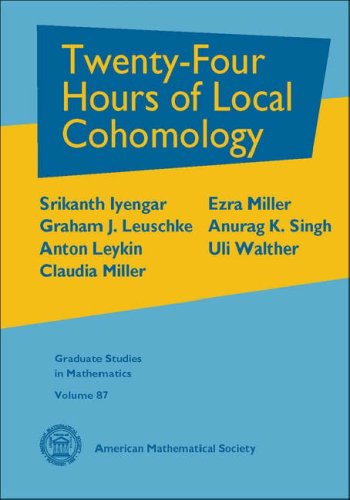 Twenty-Four
Hours of Local
Cohomology
Srikanth Iyengar
Graham J. Leuschke
Anton Leykin
Claudia Miller
Ezra Miller
Anurag K. Singh
Uli Walther
Graduate Studies
in Mathematics
Volume 87
American Mathematical Society